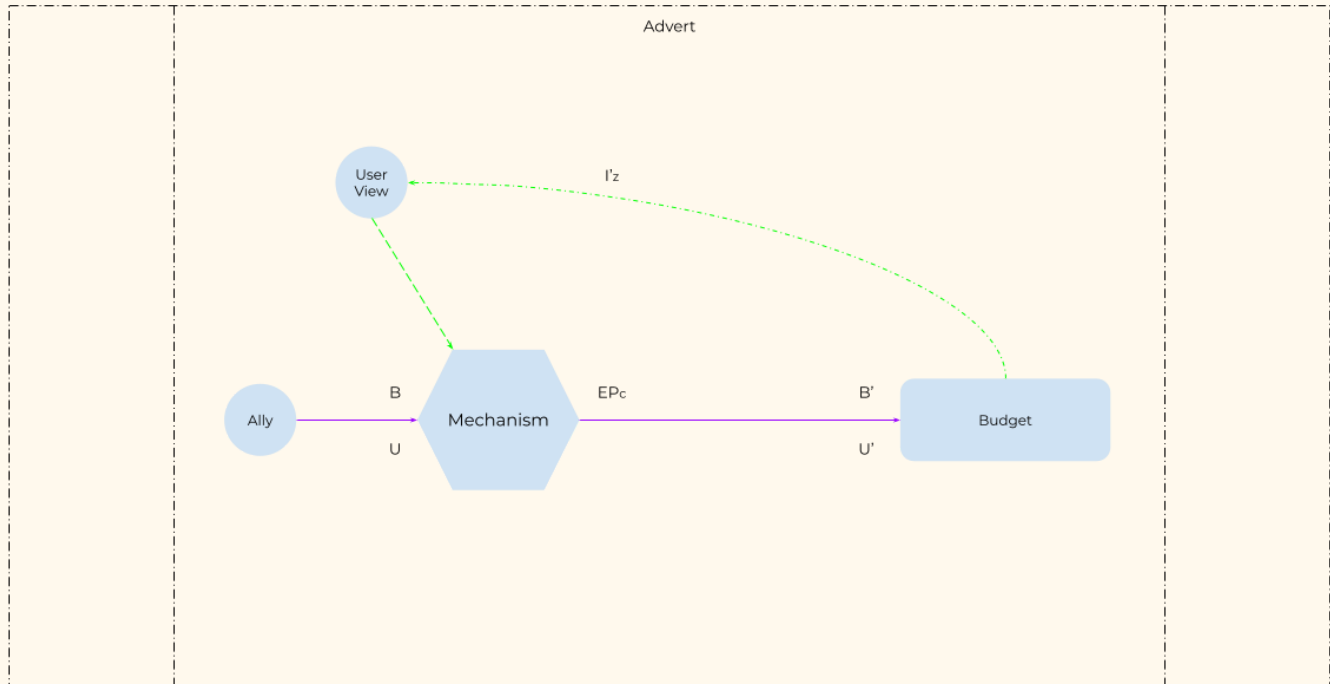 Advert
User
View
I’z
B
EPc
B’
Ally
Mechanism
Budget
U
U’